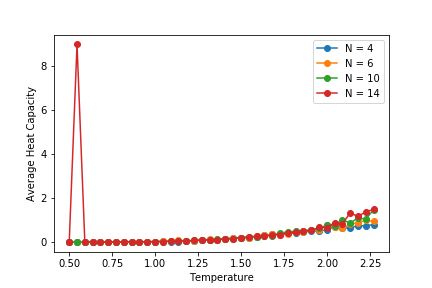 N = 4
N = 6
N = 10
N = 14
Average Heat Capacity
8
6
4
2
0
0.50 0.75 1.00 1.25 1.50 1.75 2.00 2.25
Temperature